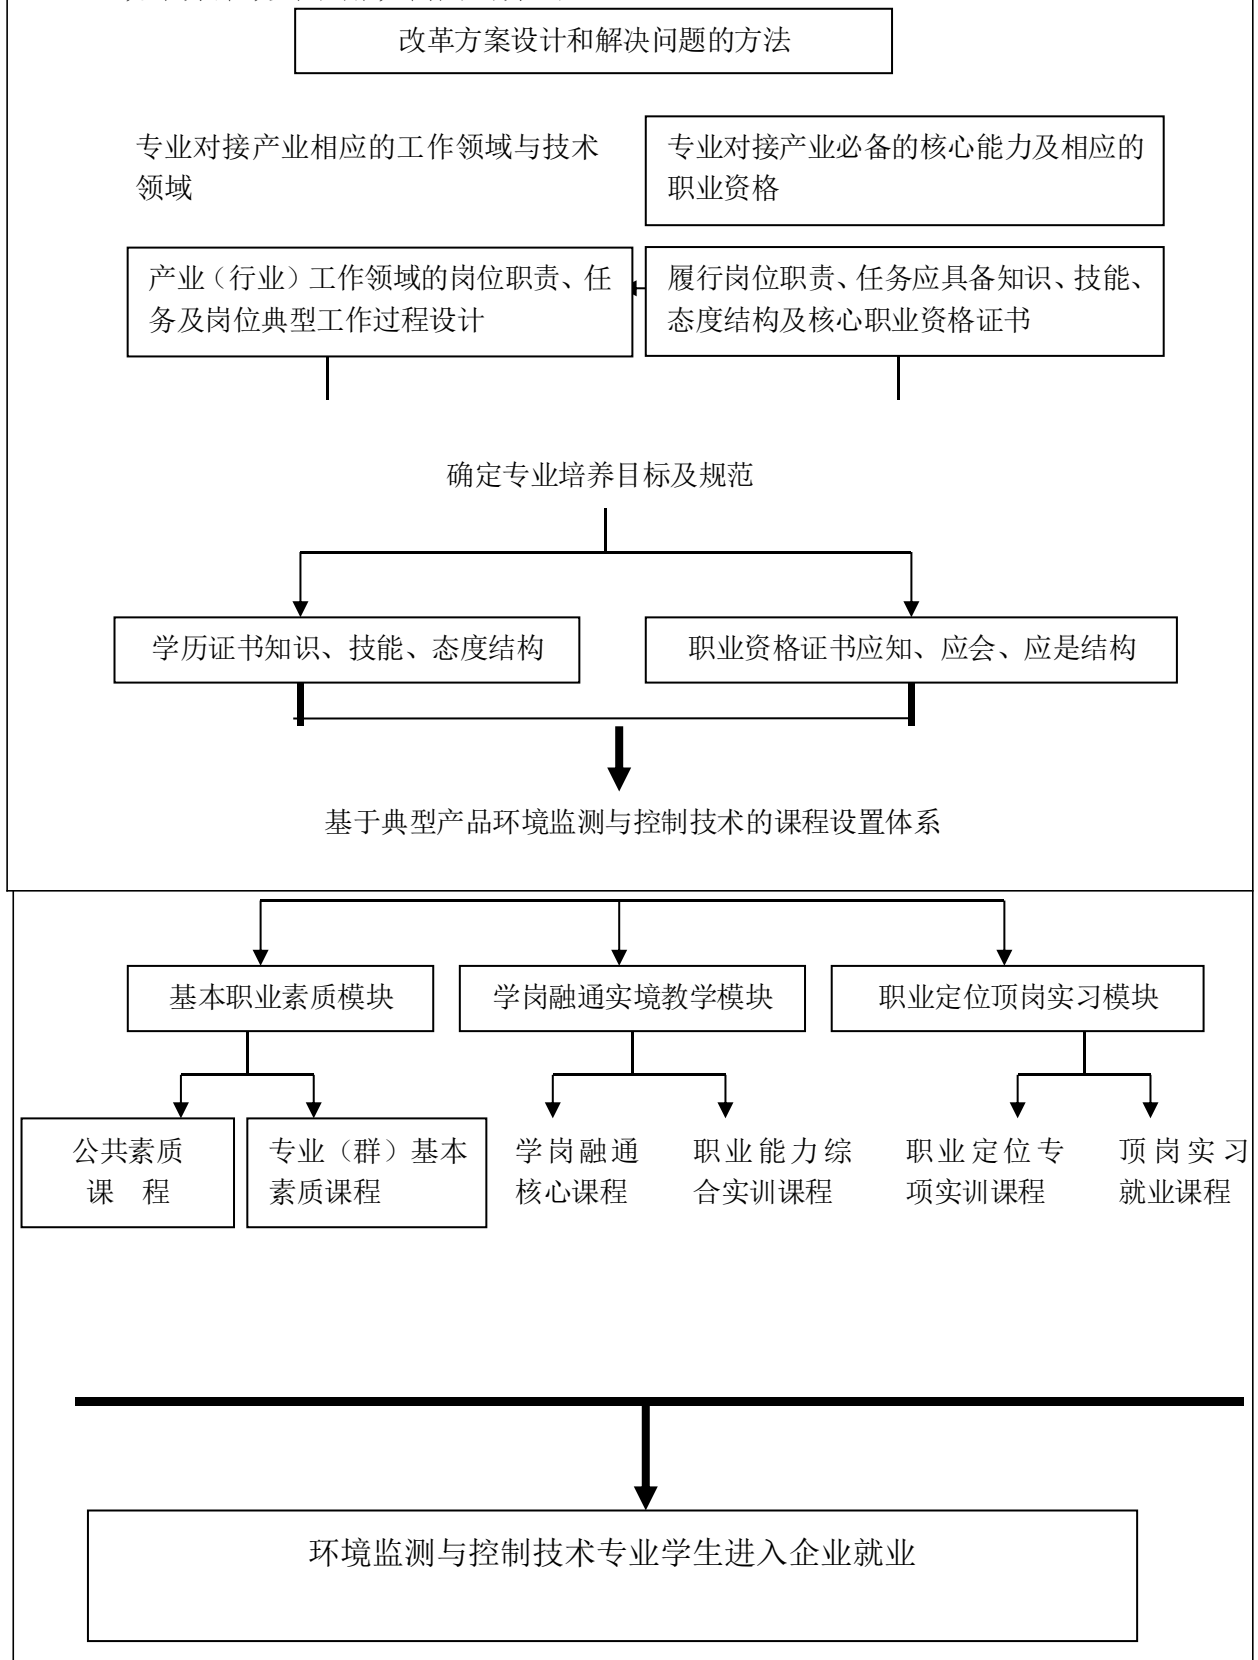 改革方案设计和解决问题的方法
专业对接产业相应的工作领域与技术
领域
专业对接产业必备的核心能力及相应的
职业资格
产业（行业）工作领域的岗位职责、任
务及岗位典型工作过程设计
履行岗位职责、任务应具备知识、技能、
态度结构及核心职业资格证书
确定专业培养目标及规范
学历证书知识、技能、态度结构
职业资格证书应知、应会、应是结构
基于典型产品环境监测与控制技术的课程设置体系
基本职业素质模块
学岗融通实境教学模块
职业定位顶岗实习模块
公共素质
课 程
专业（群）基本
素质课程
学岗融通
核心课程
职业能力综
合实训课程
职业定位专
项实训课程
顶岗实习
就业课程
环境监测与控制技术专业学生进入企业就业